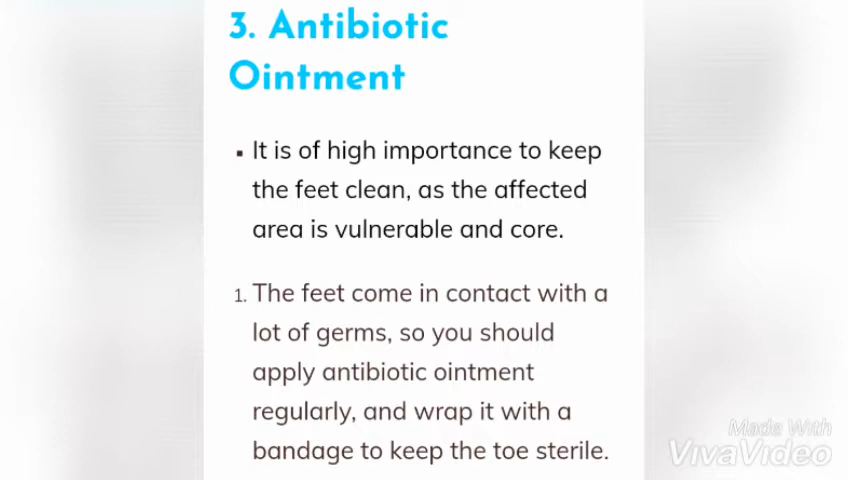 3. Antibiotic
Ointment
▪ It is of high importance to keep
the feet clean, as the affected
area is vulnerable and core.
1. The feet come in contact with a
lot of germs, so you should
apply antibiotic ointment
regularly, and wrap it with a
bandage to keep the toe sterile.
Made With
VivaVideo